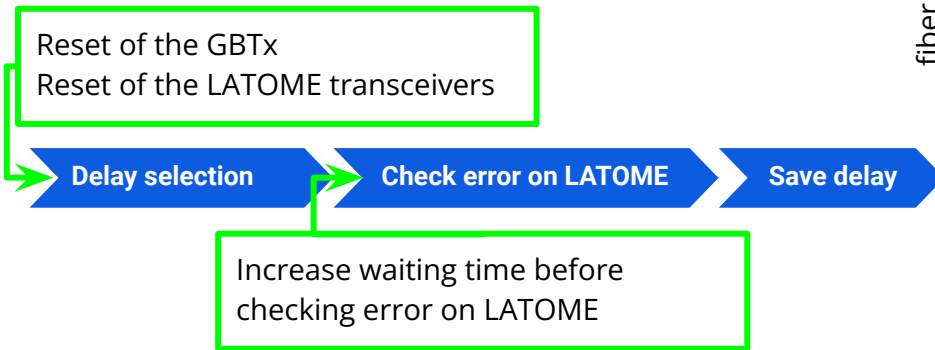 Reset of the GBTx
Reset of the LATOME transceivers
fiber
Delay selection
Check error on LATOME
Save delay
Increase waiting time before
checking error on LATOME